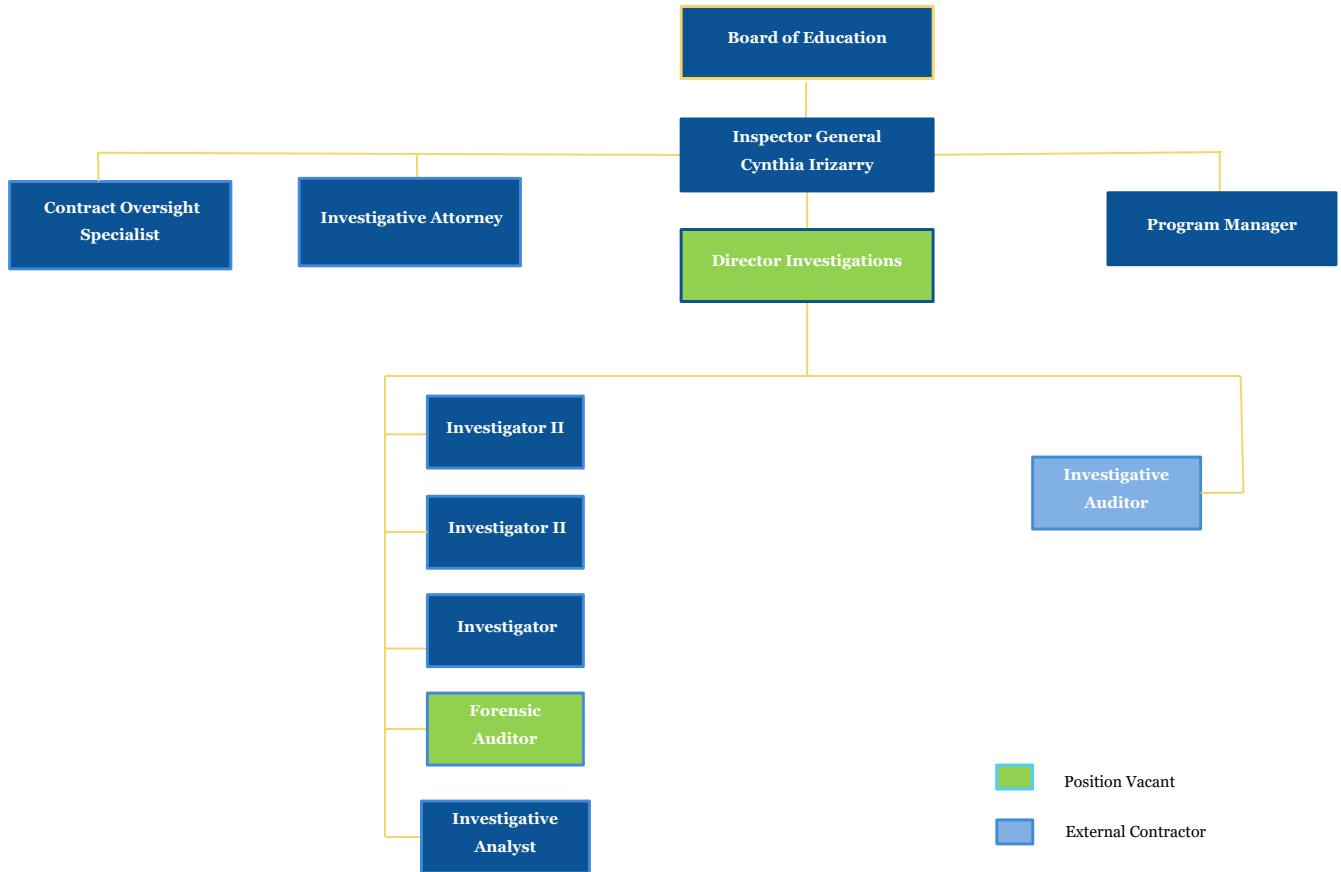 Board of Education
Inspector General
Cynthia Irizarry
Contract Oversight
Specialist
Investigative Attorney
Program Manager
Director Investigations
Investigator II
Investigator II
Investigator
Forensic
Auditor
Investigative
Analyst
Investigative
Auditor
Position Vacant
External Contractor